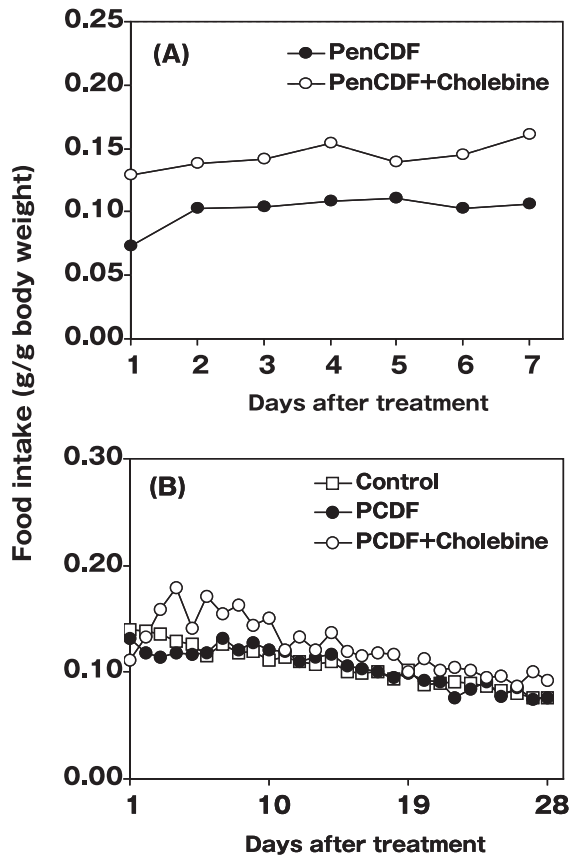 Food intake (g/g body weight)
(A)
PenCDF
PenCDF+Cholebine
0.25
0.20
0.15
0.10
0.05
0.00
1 2 3 4 5 6 7
Days after treatment
(B)
Control
PCDF
PCDF+Cholebine
0.30
0.20
0.10
0.00
1 10 19 28
Days after treatment